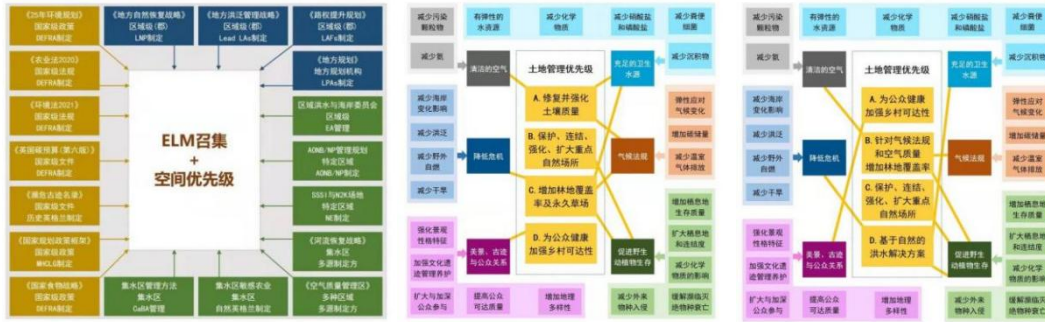 《25年环境规划》
国家级政策
DEFRA制定
《地方自然恢复战略》
区域级(郡)
LNP制定
《地方洪泛管理战略》
区域级(郡)
Lead LAs制定
《路权提升规划》
区域级(郡)
LAFs制定
《农业法2020》
国家级法规
DEFRA制定
《地方规划》
地方规划机构
LPAs制定
《环境法2021》
国家级法规
DEFRA制定
区域洪水与海岸委员会
区域级
EA管理
《英国碳预算(第六版)》
国家级文件
DEFRA制定
AONB/NP管理规划
特定区域
AONB/NP制定
ELM召集
+
空间优先级
《濒危古迹名录》
国家级文件
历史英格兰制定
SSSI与N2K场地
特定区域
NE制定
《国家规划政策框架》
国家级政策
MHCLG制定
《河流恢复战略》
集水区
多源制定方
《国家食物战略》
国家级政策
DEFRA制定
集水区管理方法
集水区
CaBA管理
集水区敏感农业
集水区
自然英格兰制定
《空气质量管理区》
多种区域
多源制定方
减少污染
颗粒物
有弹性的
水资源
减少化学
物质
减少硝酸盐
和磷酸盐
减少粪便
细菌
减少氨
清洁的空气
土地管理优先级
充足的卫生
水源
减少沉积物
A. 修复并强化
土壤质量
减少海岸
变化影响
弹性应对
气候变化
减少洪泛
B. 保护、连结、
强化、扩大重点
自然场所
增加碳储量
减少野外
自燃
降低危机
气候法规
减少温室
气体排放
减少干旱
C. 增加林地覆盖
率及永久草场
增加栖息地
生存质量
强化景观
性格特征
D. 为公众健康
加强乡村可达性
扩大栖息地
和连结度
加强文化遗
迹管理养护
美景、古迹
与公众关系
促进野生
动植物生存
减少化学
物质的影响
扩大与加深
公众参与
提高公众
可达质量
增加地理
多样性
减少外来
物种入侵
缓解濒临灭
绝物种衰亡
减少污染
颗粒物
有弹性的
水资源
减少化学
物质
减少硝酸盐
和磷酸盐
减少粪便
细菌
减少氨
清洁的空气
土地管理优先级
充足的卫生
水源
减少沉积物
A. 为公众健康
加强乡村可达性
减少海岸
变化影响
弹性应对
气候变化
减少洪泛
B. 针对气候法规
和空气质量
增加林地覆盖率
增加碳储量
减少野外
自燃
降低危机
气候法规
减少温室
气体排放
减少干旱
C. 保护、连结、
强化、扩大重点
自然场所
增加栖息地
生存质量
强化景观
性格特征
D. 基于自然的
洪水解决方案
扩大栖息地
和连结度
加强文化遗
迹管理养护
美景、古迹
与公众关系
促进野生
动植物生存
减少化学
物质的影响
扩大与加深
公众参与
提高公众
可达质量
增加地理
多样性
减少外来
物种入侵
缓解濒临灭
绝物种衰亡